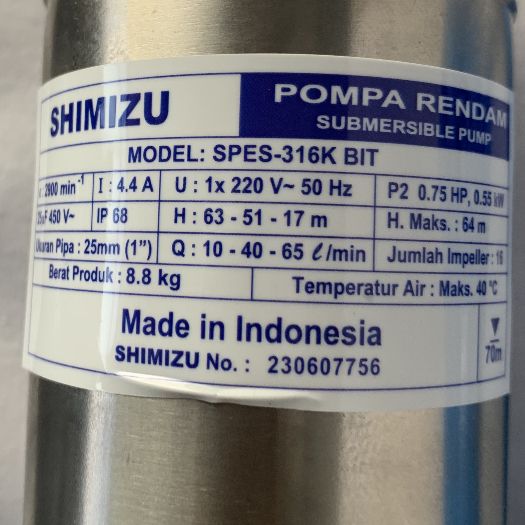 SHIMIZU
POMPA RENDAM
SUBMERSIBLE PUMP
MODEL: SPES-316K BIT
: 2900 min⁻¹ I : 4.4 A U : 1x 220 V~ 50 Hz P2 0.75 HP, 0.55 kW
25uF 450 V~ IP 68 H : 63 - 51 - 17 m H. Maks. : 64 m
Ukuran Pipa : 25mm (1") Q : 10 - 40 - 65 ℓ/min Jumlah Impeller : 16
Berat Produk : 8.8 kg Temperatur Air : Maks. 40 °C
Made in Indonesia
SHIMIZU No. : 230607756
70m